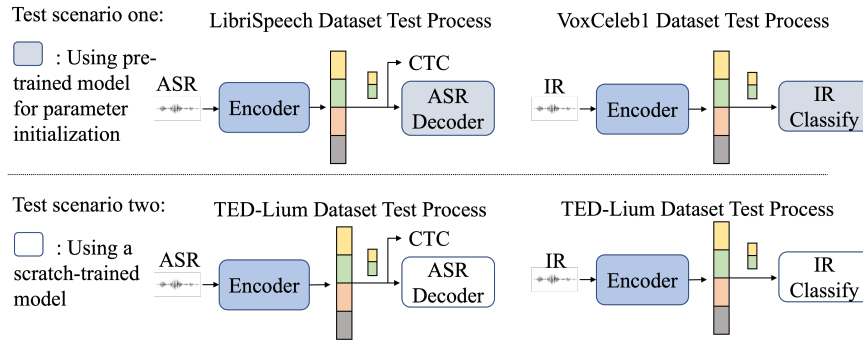 Test scenario one:
: Using pre-
trained model
for parameter
initialization
LibriSpeech Dataset Test Process
ASR
Encoder
CTC
ASR
Decoder
VoxCeleb1 Dataset Test Process
IR
Encoder
IR
Classify
Test scenario two:
: Using a
scratch-trained
model
TED-Lium Dataset Test Process
ASR
Encoder
CTC
ASR
Decoder
TED-Lium Dataset Test Process
IR
Encoder
IR
Classify